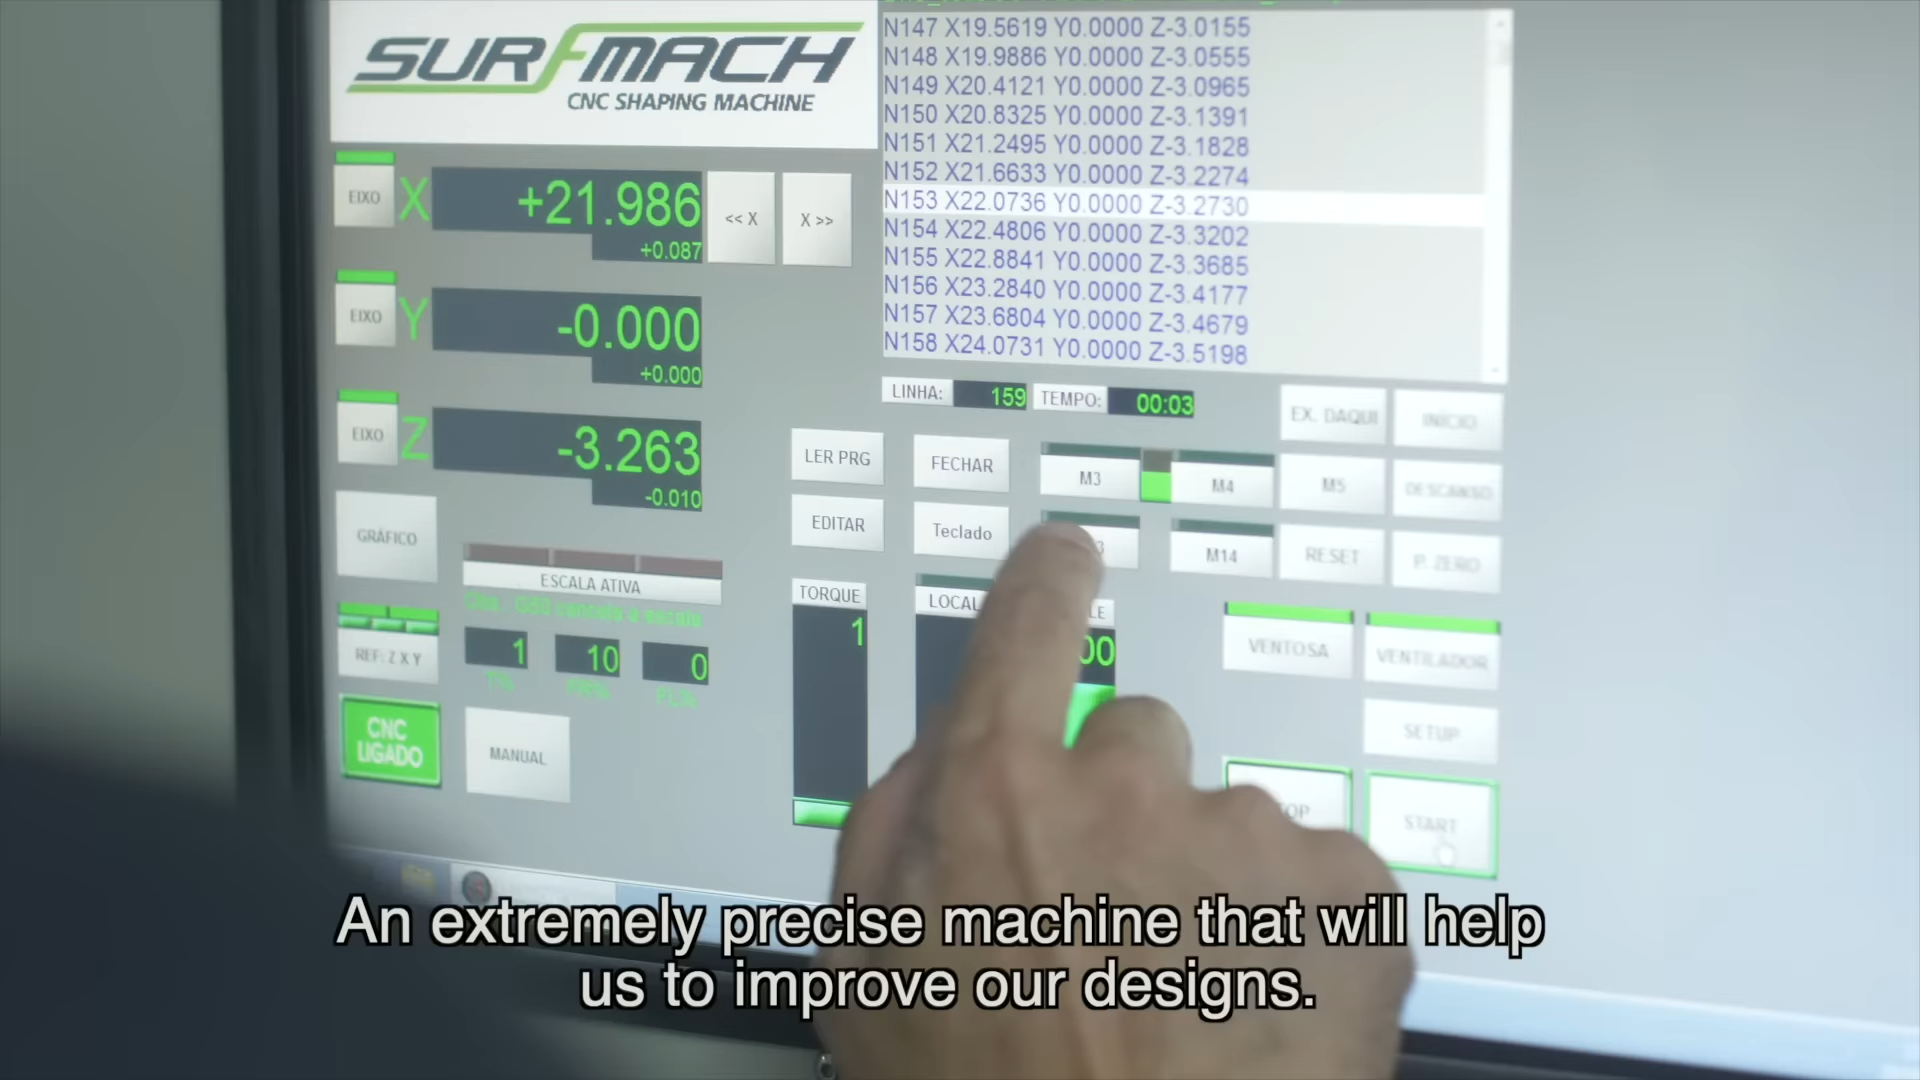 SURFMACH
CNC SHAPING MACHINE
N147 X19.5619 Y0.0000 Z-3.0155
N148 X19.9886 Y0.0000 Z-3.0555
N149 X20.4121 Y0.0000 Z-3.0965
N150 X20.8325 Y0.0000 Z-3.1391
N151 X21.2495 Y0.0000 Z-3.1828
N152 X21.6633 Y0.0000 Z-3.2274
N153 X22.0736 Y0.0000 Z-3.2730
N154 X22.4806 Y0.0000 Z-3.3202
N155 X22.8841 Y0.0000 Z-3.3685
N156 X23.2840 Y0.0000 Z-3.4177
N157 X23.6804 Y0.0000 Z-3.4679
N158 X24.0731 Y0.0000 Z-3.5198
EIXO X +21.986 << X X >>
+0.087
EIXO Y -0.000
+0.000
EIXO Z -3.263
-0.010
LINHA: 159 TEMPO: 00:03
EX. DAQUI INÍCIO
LER PRG FECHAR M3 M4 M5 DESCANSO
EDITAR Teclado 3 M14 RESET P. ZERO
GRÁFICO
ESCALA ATIVA
Obs.: G50 cancela a escala
REF: Z X Y 1 10 0
TORQUE LOCAL LE
1 00
VENTOSA VENTILADOR
SETUP
CNC
LIGADO
MANUAL
OP START
An extremely precise machine that will help
us to improve our designs.